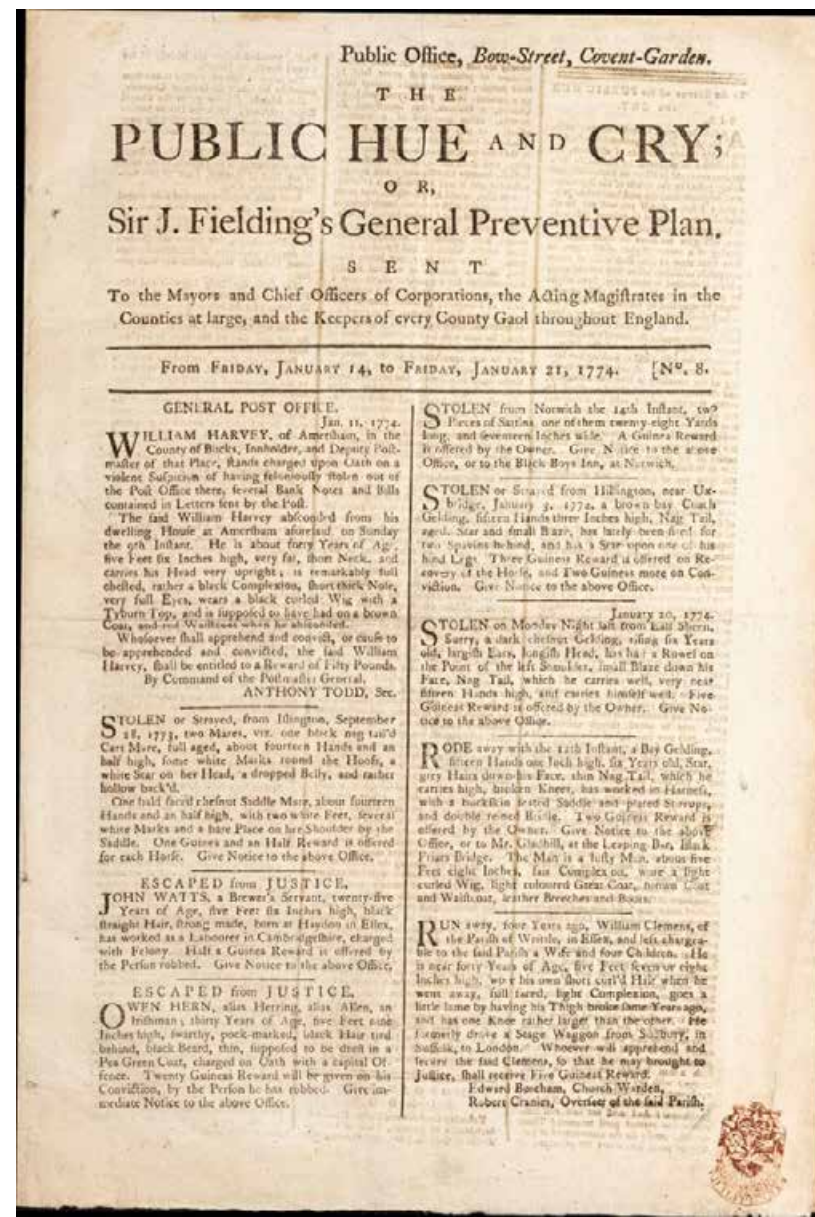 Public Office, Bow-Street, Covent-Garden.
THE
PUBLIC HUE AND CRY;
OR,
Sir J. Fielding's General Preventive Plan.
SENT
To the Mayors and Chief Officers of Corporations, the Acting Magiſtrates in the
Counties at large, and the Keepers of every County Gaol throughout England.
From FRIDAY, JANUARY 14, to FRIDAY, JANUARY 21, 1774. [No. 8.
GENERAL POST OFFICE.
Jan. 11, 1774.
WILLIAM HARVEY, of Amerſham, in the
County of Bucks, Innholder, and Deputy Poſt-
maſter of that Place, ſtands charged upon Oath on a
violent Suſpicion of having feloniouſly ſtolen out of
the Poſt Office there, ſeveral Bank Notes and Bills
contained in Letters ſent by the Poſt.
The ſaid William Harvey abſconded from his
dwelling Houſe at Amerſham aforeſaid on Sunday
the 9th Inſtant. He is about forty Years of Age,
five Feet ſix Inches high, very fat, ſhort Neck, and
carries his Head very upright; is remarkably full
cheſted, rather a black Complexion, ſhort thick Noſe,
very full Eyes, wears a black curled Wig with a
Tyburn Top, and is ſuppoſed to have had on a brown
Coat, and red Waiſtcoat when he abſconded.
Whoſoever ſhall apprehend and convict, or cauſe to
be apprehended and convicted, the ſaid William
Harvey, ſhall be entitled to a Reward of Fifty Pounds.
By Command of the Poſtmaſter General,
ANTHONY TODD, Sec.
STOLEN or Strayed, from Iſlington, September
28, 1773, two Mares, viz. one black nag tail'd
Cart Mare, full aged, about fourteen Hands and an
half high, ſome white Marks round the Hoofs, a
white Star on her Head, a dropped Belly, and rather
hollow back'd.
One bald faced cheſnut Saddle Mare, about fourteen
Hands and an half high, with two white Feet, ſeveral
white Marks and a bare Place on her Shoulder by the
Saddle. One Guinea and an Half Reward is offered
for each Horſe. Give Notice to the above Office.
ESCAPED from JUSTICE,
JOHN WATTS, a Brewer's Servant, twenty-five
Years of Age, five Feet ſix Inches high, black
ſtraight Hair, ſtrong made, born at Haydon in Eſſex,
has worked as a Labourer in Cambridgeſhire, charged
with Felony. Half a Guinea Reward is offered by
the Perſon robbed. Give Notice to the above Office.
ESCAPED from JUSTICE,
OWEN HERN, alias Herring, alias Allen, an
Iriſhman; thirty Years of Age, five Feet nine
Inches high, ſwarthy, pock-marked, black Hair tied
behind, black Beard, thin, ſuppoſed to be dreſt in a
Pea Green Coat, charged on Oath with a capital Of-
fence. Twenty Guineas Reward will be given on his
Conviction, by the Perſon he has robbed. Give im-
mediate Notice to the above Office.
STOLEN from Norwich the 14th Inſtant, two
Pieces of Sattins one of them twenty-eight Yards
long, and ſeventeen Inches wide. A Guinea Reward
is offered by the Owner. Give Notice to the above
Office, or to the Black Boys Inn, at Norwich.
STOLEN or Strayed from Hillington, near Ux-
bridge, January 3, 1774, a brown bay Coach
Gelding, fifteen Hands three Inches high, Nag Tail,
aged, Star and ſmall Blaze, has lately been fired for
two Spavins behind, and has a Star upon one of his
hind Legs. Three Guineas Reward is offered on Re-
covery of the Horſe, and Two Guineas more on Con-
viction. Give Notice to the above Office.
January 20, 1774.
STOLEN on Monday Night laſt from Eaſt Sheen,
Surry, a dark cheſnut Gelding, riſing ſix Years
old, largiſh Ears, longiſh Head, has had a Rowel on
the Point of the left Shoulder, ſmall Blaze down his
Face, Nag Tail, which he carries well, very near
fifteen Hands high, and carries himſelf well. Five
Guineas Reward is offered by the Owner. Give No-
tice to the above Office.
RODE away with the 12th Inſtant, a Bay Gelding,
fifteen Hands one Inch high, ſix Years old, Star,
grey Hairs down his Face, thin Nag Tail, which he
carries high, broken Knees, has worked in Harneſs,
with a buckſkin ſeated Saddle and plated Stirrups,
and double reined Bridle. Two Guineas Reward is
offered by the Owner. Give Notice to the above
Office, or to Mr. at the Leaping Bar, Black
Friars Bridge. The Man is a luſty Man, about five
Feet eight Inches, fair Complexion, wore a light
curled Wig, light coloured Great Coat, brown Coat
and Waiſtcoat, leather Breeches and Boots.
RUN away, four Years ago, William Clemens, of
the Pariſh of Writtle, in Eſſex, and left chargea-
ble to the ſaid Pariſh a Wife and four Children. He
is near forty Years of Age, five Feet ſeven or eight
Inches high, wore his own ſhort curl'd Hair when he
went away, full faced, light Complexion, goes a
little lame by having his Thigh broke ſome Years ago,
and has one Knee rather larger than the other. He
formerly drove a Stage Waggon from Sudbury, in
Suffolk, to London. Whoever will apprehend and
ſecure the ſaid Clemens, ſo that he may brought to
Juſtice, ſhall receive Five Guineas Reward.
Edward Boreham, Church Warden,
Robert Cranies, Overſeer of the ſaid Pariſh.